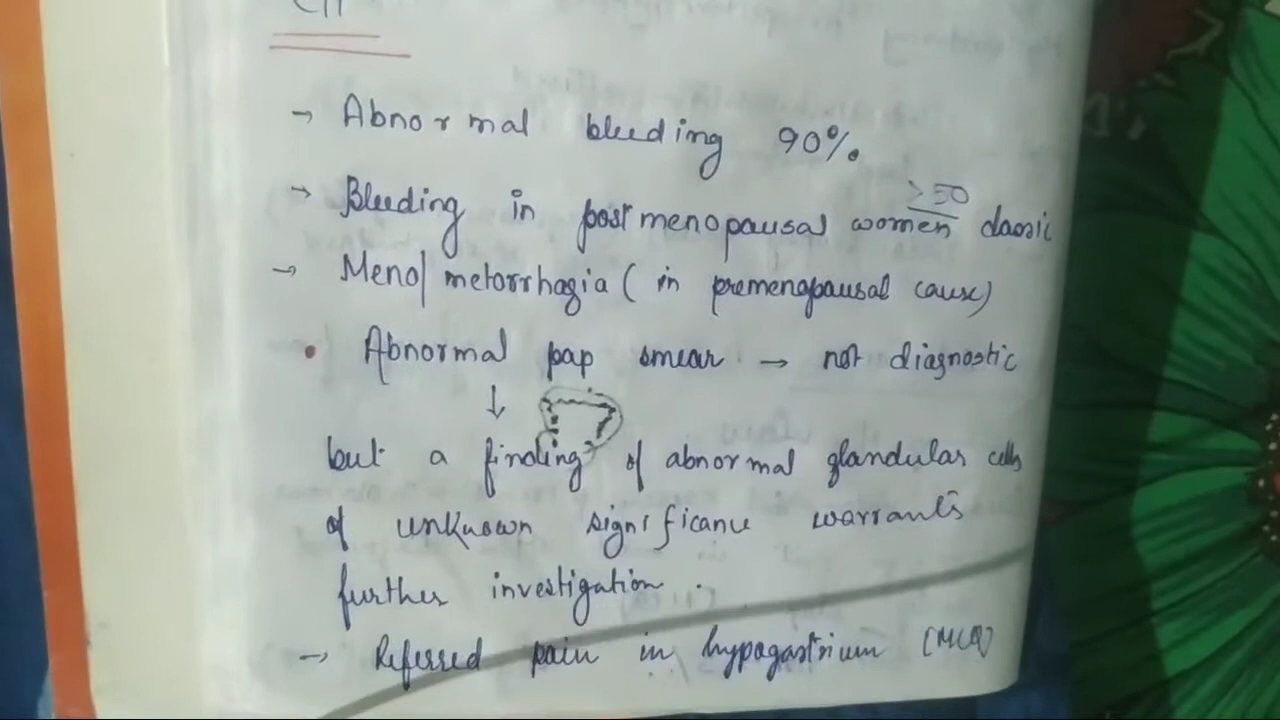 → Abnormal bleeding 90%.
≥50
→ Bleeding in postmenopausal women classic
→ Meno/metorrhagia (in premenopausal cause)
• Abnormal pap smear → not diagnostic
↓
but a finding of abnormal glandular cells
of unknown significance warrants
further investigation.
→ Referred pain in hypogastrium [MCQ]